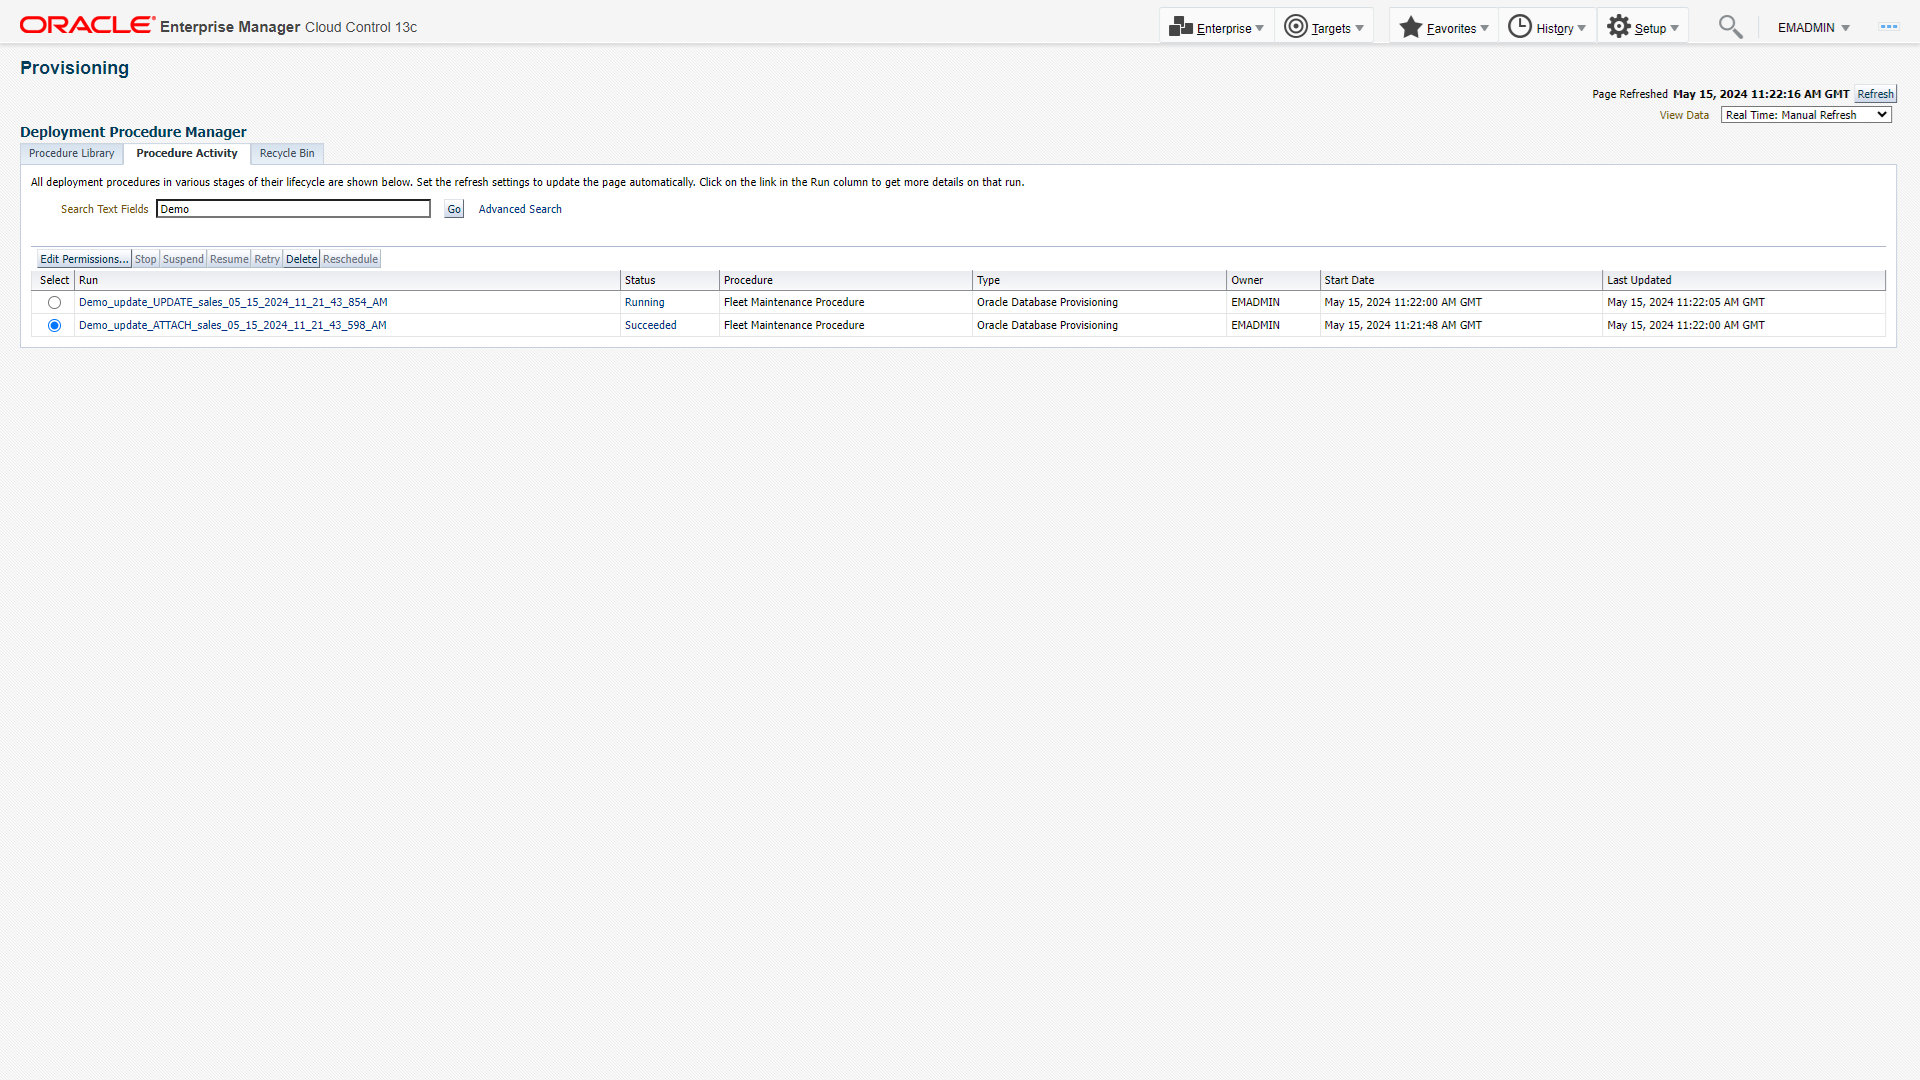 ORACLE Enterprise Manager Cloud Control 13c Enterprise Targets Favorites History Setup EMADMIN
Provisioning
Page Refreshed May 15, 2024 11:22:16 AM GMT Refresh
View Data Real Time: Manual Refresh
Deployment Procedure Manager
Procedure Library Procedure Activity Recycle Bin
All deployment procedures in various stages of their lifecycle are shown below. Set the refresh settings to update the page automatically. Click on the link in the Run column to get more details on that run.
Search Text Fields Demo Go Advanced Search
Edit Permissions... Stop Suspend Resume Retry Delete Reschedule
Select Run Status Procedure Type Owner Start Date Last Updated
Demo_update_UPDATE_sales_05_15_2024_11_21_43_854_AM Running Fleet Maintenance Procedure Oracle Database Provisioning EMADMIN May 15, 2024 11:22:00 AM GMT May 15, 2024 11:22:05 AM GMT
Demo_update_ATTACH_sales_05_15_2024_11_21_43_598_AM Succeeded Fleet Maintenance Procedure Oracle Database Provisioning EMADMIN May 15, 2024 11:21:48 AM GMT May 15, 2024 11:22:00 AM GMT